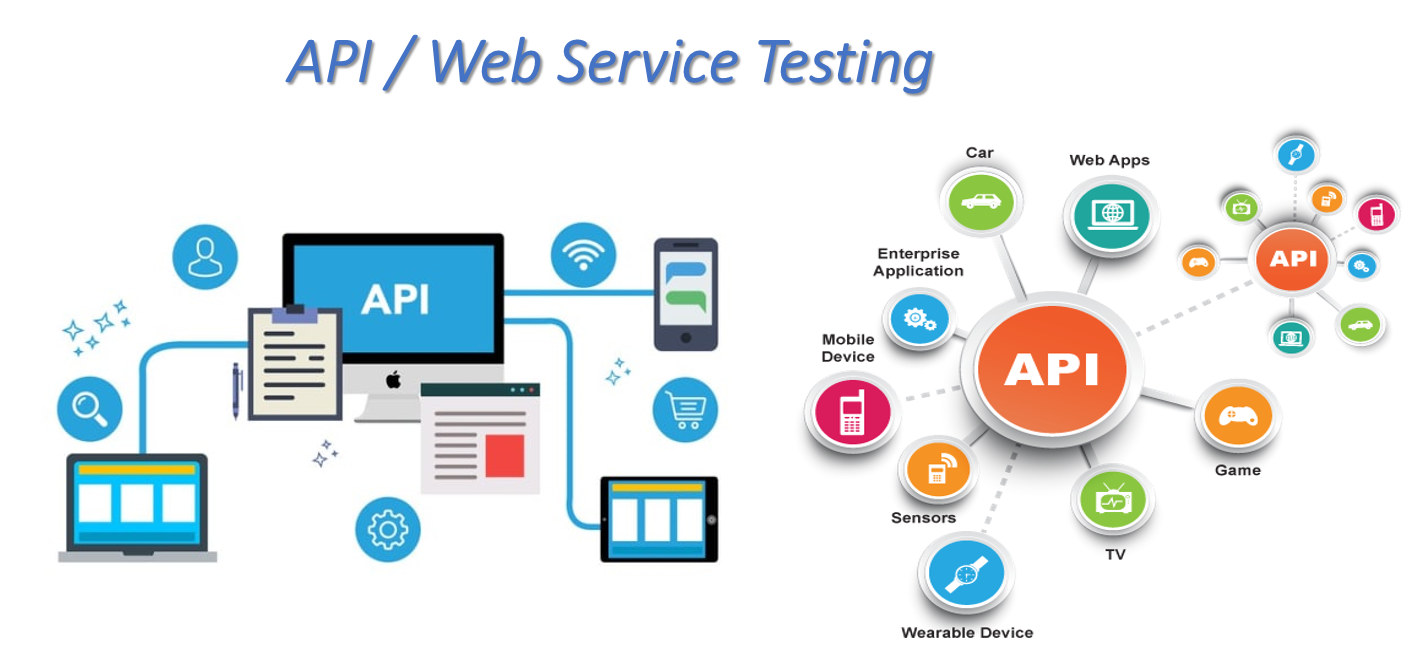 API / Web Service Testing
API
Car
Web Apps
Enterprise
Application
Mobile
Device
API
API
Game
Sensors
TV
Wearable Device